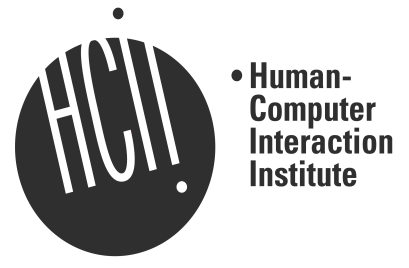 HCII
• Human-
Computer
Interaction
Institute